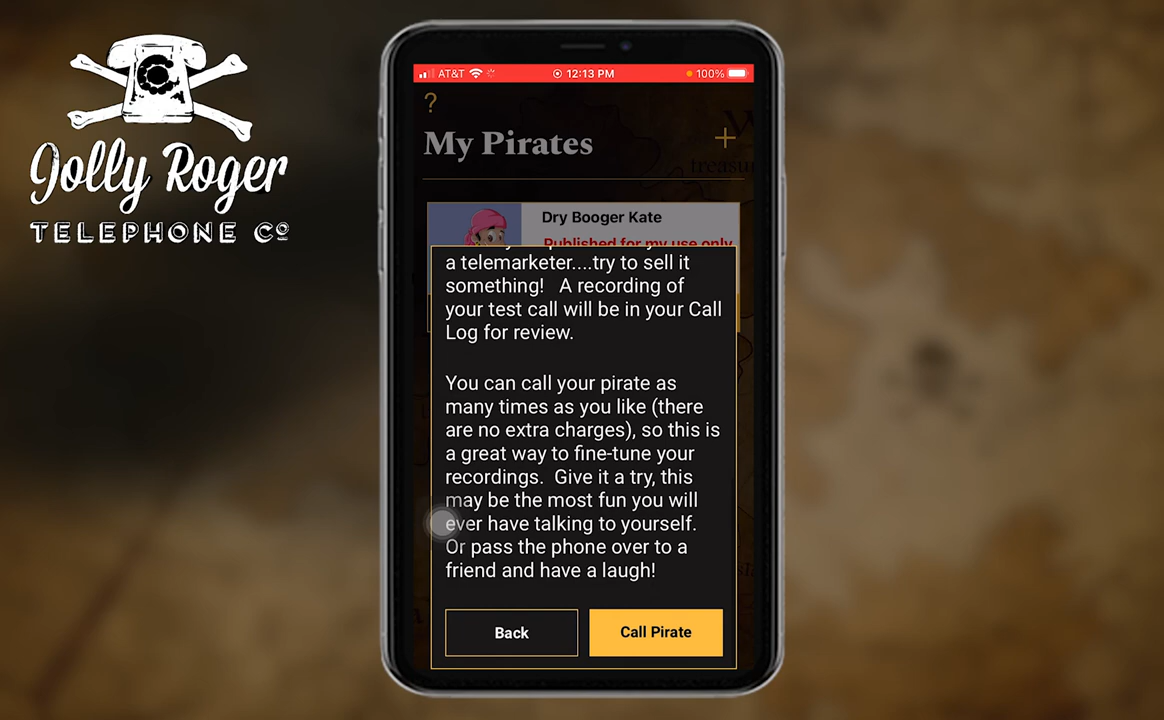 Jolly Roger
TELEPHONE Co
AT&T
12:13 PM
100%
?
My Pirates
+
treasu
Dry Booger Kate
Published for my use only
a telemarketer....try to sell it
something! A recording of
your test call will be in your Call
Log for review.
You can call your pirate as
many times as you like (there
are no extra charges), so this is
a great way to fine-tune your
recordings. Give it a try, this
may be the most fun you will
ever have talking to yourself.
Or pass the phone over to a
friend and have a laugh!
Back
Call Pirate